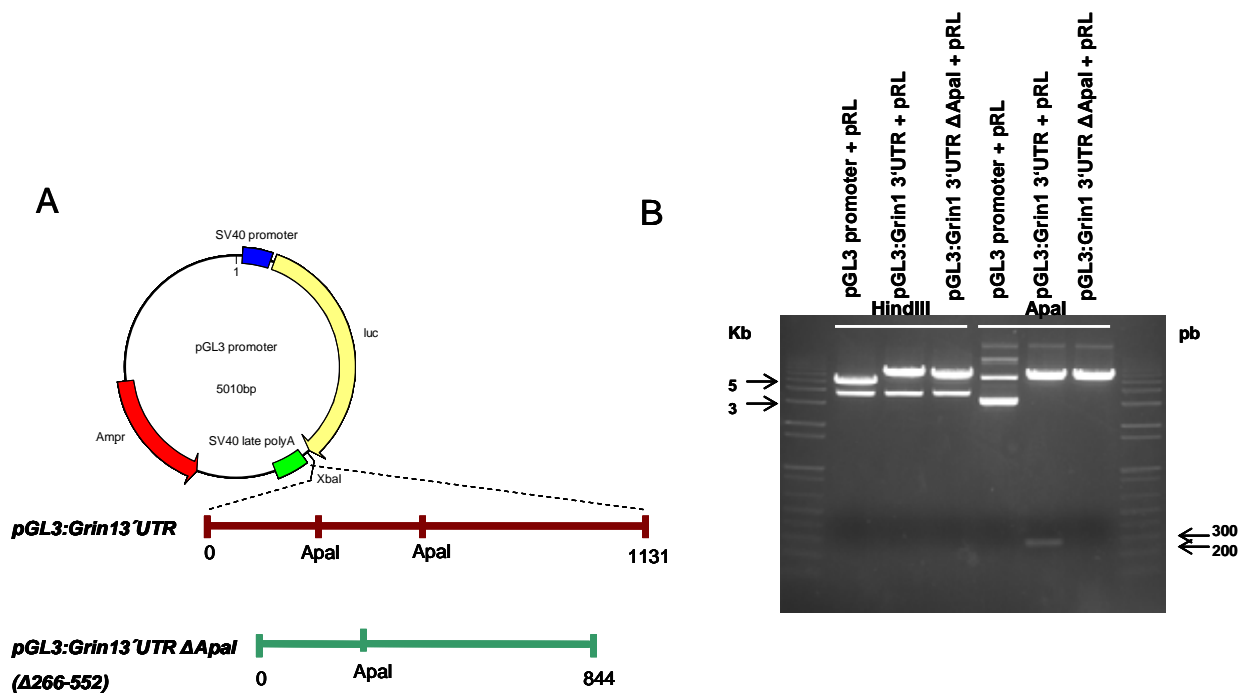 A
SV40 promoter
1
luc
pGL3 promoter
5010bp
Ampr
SV40 late polyA
XbaI
pGL3:Grin13´UTR
0
ApaI
ApaI
1131
pGL3:Grin13´UTR ΔApaI
(Δ266-552)
0
ApaI
844
B
pGL3 promoter + pRL
pGL3:Grin1 3‘UTR + pRL
pGL3:Grin1 3‘UTR ΔApaI + pRL
pGL3 promoter + pRL
pGL3:Grin1 3‘UTR + pRL
pGL3:Grin1 3‘UTR ΔApaI + pRL
HindIII
ApaI
Kb
pb
5
3
300
200